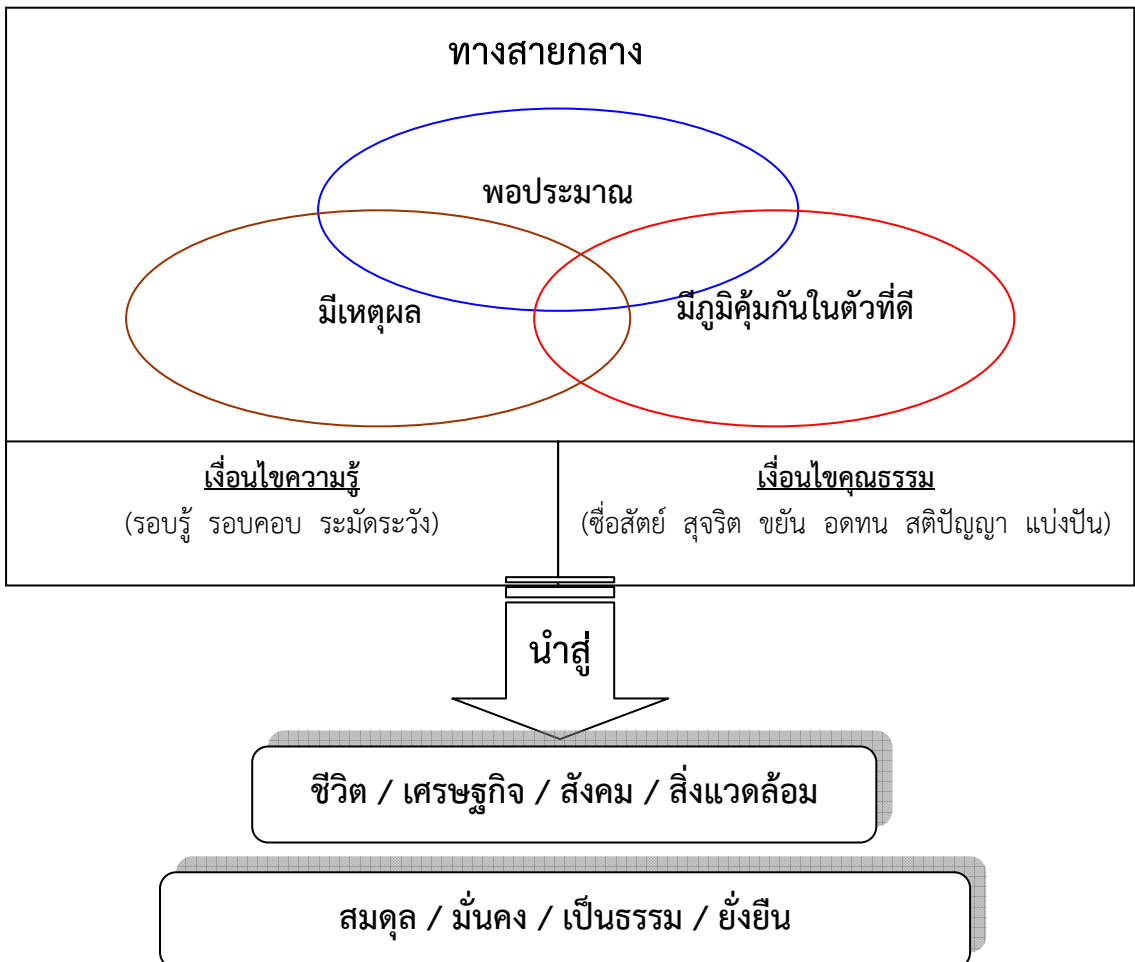 ทางสายกลาง
พอประมาณ
มีเหตุผล
มีภูมิคุ้มกันในตัวที่ดี
เงื่อนไขความรู้
(รอบรู้ รอบคอบ ระมัดระวัง)
เงื่อนไขคุณธรรม
(ซื่อสัตย์ สุจริต ขยัน อดทน สติปัญญา แบ่งปัน)
นำสู่
ชีวิต / เศรษฐกิจ / สังคม / สิ่งแวดล้อม
สมดุล / มั่นคง / เป็นธรรม / ยั่งยืน